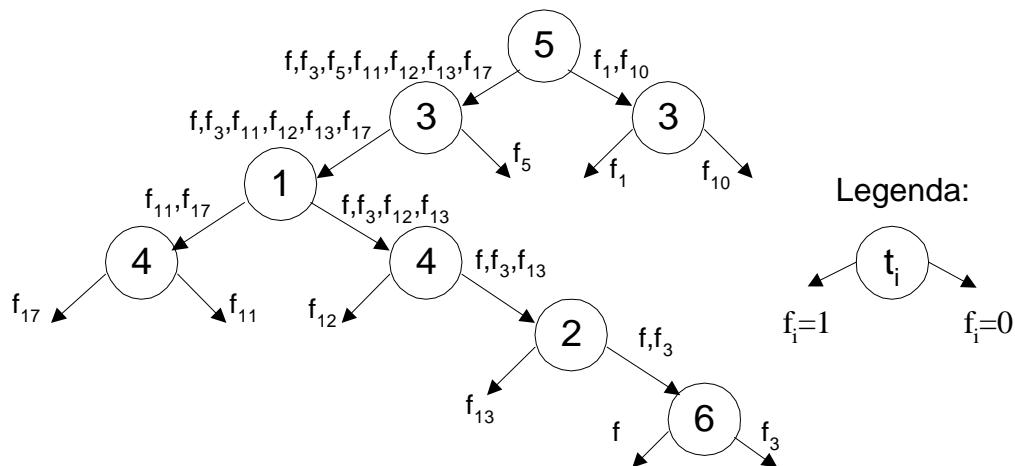 5
f,f₃,f₅,f₁₁,f₁₂,f₁₃,f₁₇
f₁,f₁₀
3
3
f,f₃,f₁₁,f₁₂,f₁₃,f₁₇
f₅
f₁
f₁₀
1
Legenda:
f₁₁,f₁₇
f,f₃,f₁₂,f₁₃
4
4
f,f₃,f₁₃
tᵢ
f₁₇
f₁₁
f₁₂
fᵢ=1
fᵢ=0
2
f,f₃
f₁₃
6
f
f₃